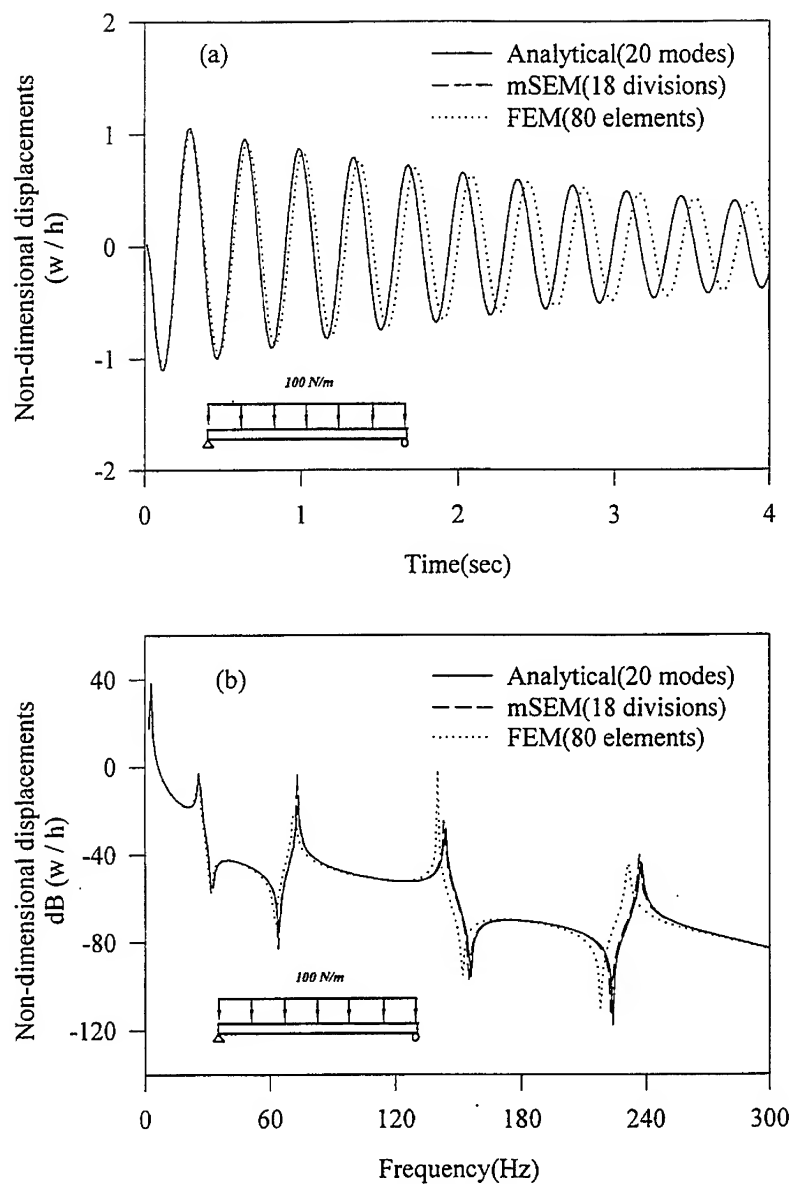 (a)
Analytical(20 modes)
mSEM(18 divisions)
FEM(80 elements)
Non-dimensional displacements
(w / h)
2
1
0
-1
-2
100 N/m
0
1
2
3
4
Time(sec)
(b)
Analytical(20 modes)
mSEM(18 divisions)
FEM(80 elements)
Non-dimensional displacements
dB (w / h)
40
0
-40
-80
-120
100 N/m
0
60
120
180
240
300
Frequency(Hz)